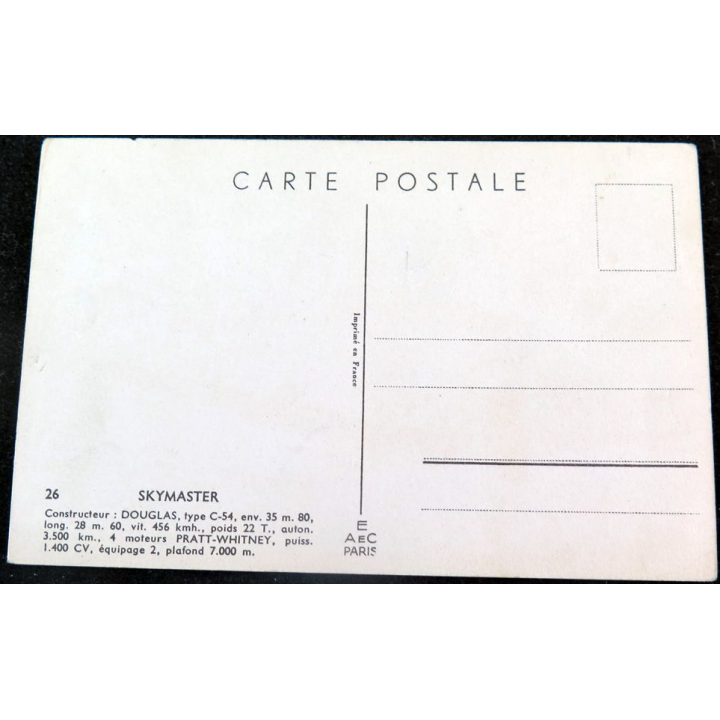 CARTE POSTALE
Imprimé en France
26 SKYMASTER
Constructeur : DOUGLAS, type C-54, env. 35 m. 80,
long. 28 m. 60, vit. 456 kmh., poids 22 T., auton.
3.500 km., 4 moteurs PRATT-WHITNEY, puiss.
1.400 CV, équipage 2, plafond 7.000 m.
E
AEC
PARIS